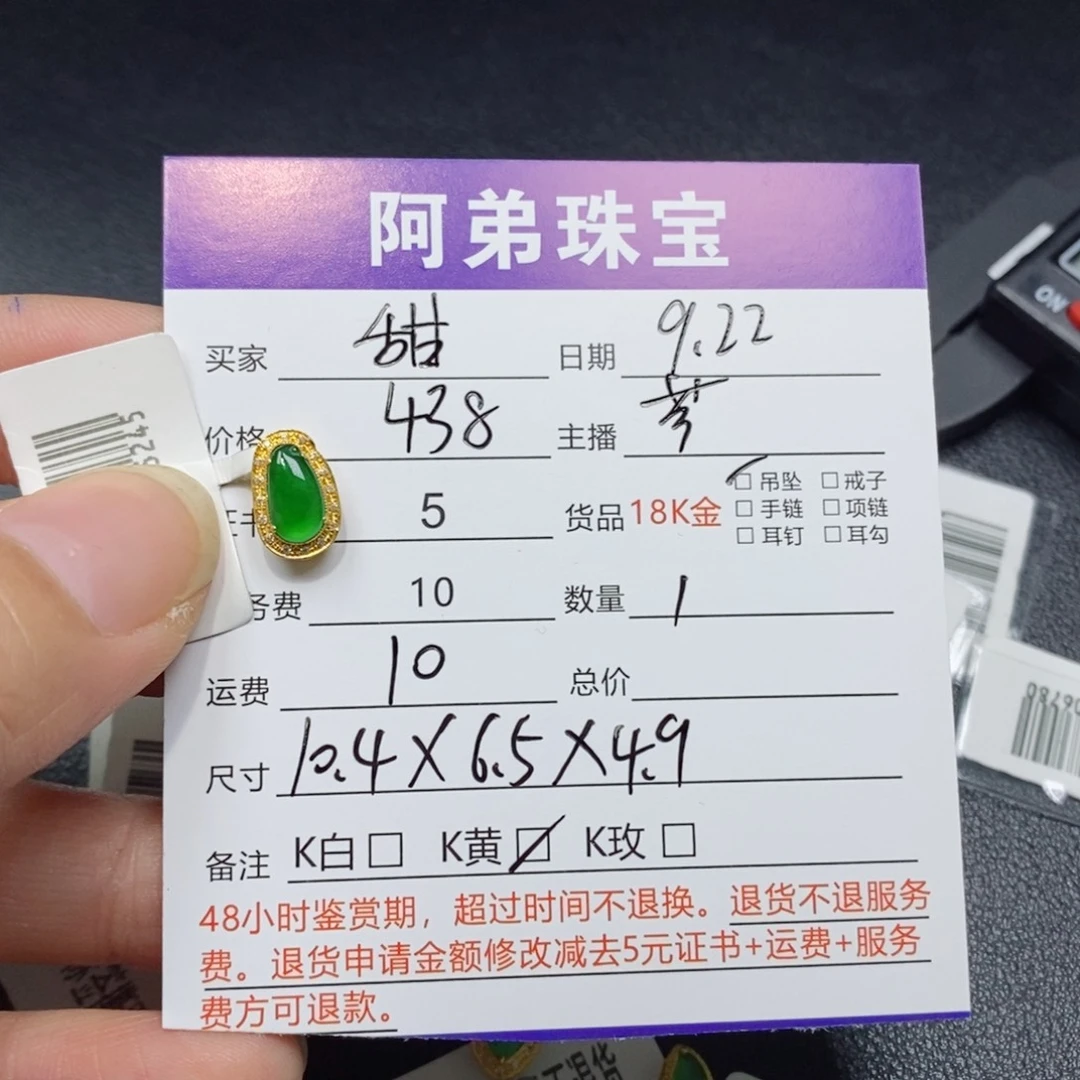 阿弟珠宝
买家 甜 日期 9.22
价格 438 主播
证书 5 货品 18K金 吊坠 戒子
手链 项链
耳钉 耳勾
务费 10 数量 1
运费 10 总价
尺寸 10.4X6.5X4.9
备注 K白 K黄 K玫
48小时鉴赏期，超过时间不退换。退货不退服务
费。退货申请金额修改减去5元证书+运费+服务
费方可退款。
ON